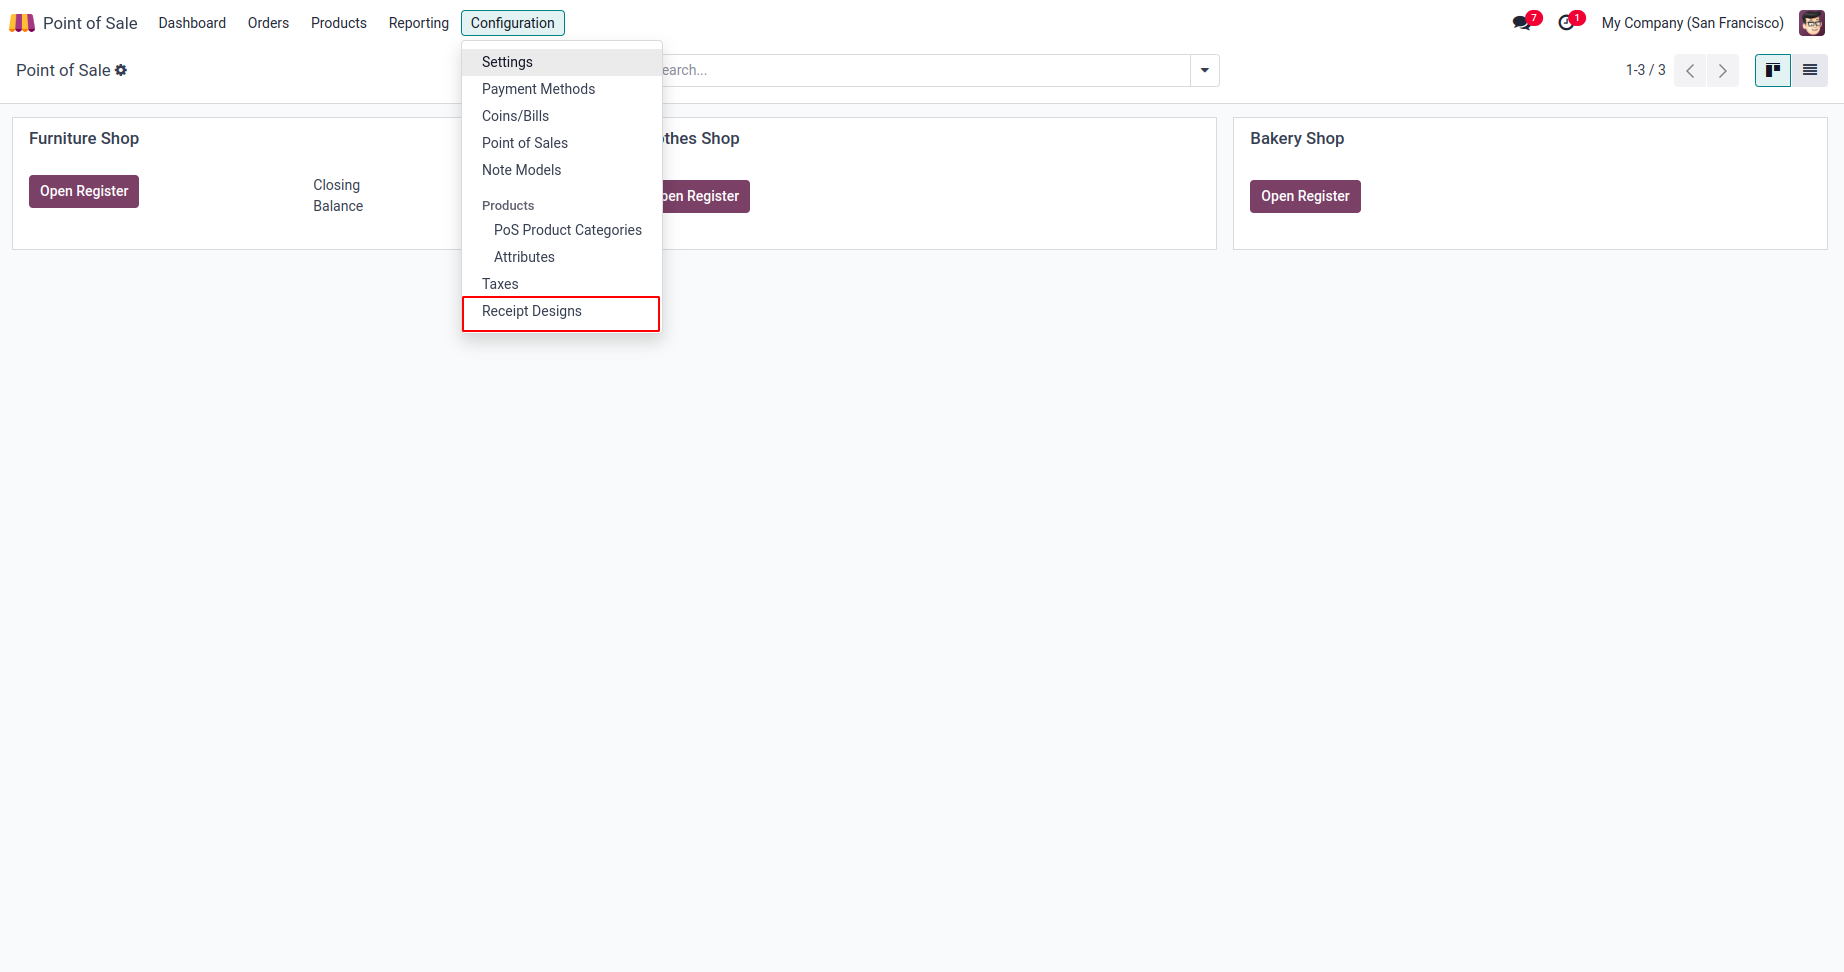 Point of Sale Dashboard Orders Products Reporting Configuration 7 1 My Company (San Francisco)
Point of Sale earch... 1-3 / 3
Settings
Payment Methods
Coins/Bills
Point of Sales
Note Models
Products
PoS Product Categories
Attributes
Taxes
Receipt Designs
Furniture Shop
Open Register
Closing
Balance
othes Shop
pen Register
Bakery Shop
Open Register